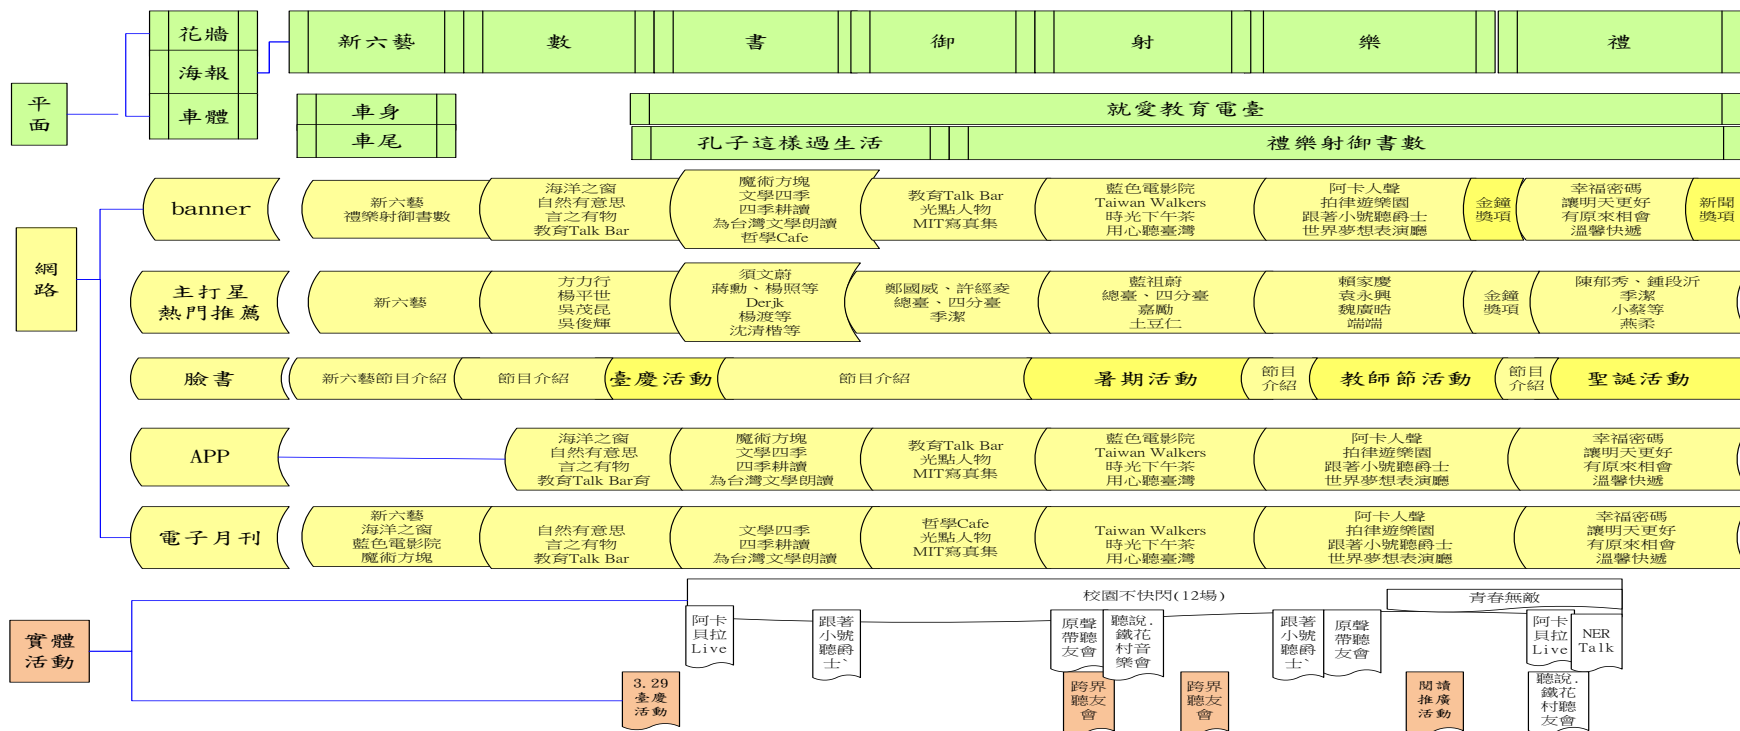 平
面
花牆
海報
車體
新六藝
數
書
御
射
樂
禮
車身
車尾
就愛教育電臺
孔子這樣過生活
禮樂射御書數
網
路
banner
新六藝
禮樂射御書數
海洋之窗
自然有意思
言之有物
教育Talk Bar
魔術方塊
文學四季
四季耕讀
為台灣文學朗讀
哲學Cafe
教育Talk Bar
光點人物
MIT寫真集
藍色電影院
Taiwan Walkers
時光下午茶
用心聽臺灣
阿卡人聲
拍律遊樂園
跟著小號聽爵士
世界夢想表演廳
金鐘
獎項
幸福密碼
讓明天更好
有原來相會
溫馨快遞
新聞
獎項
主打星
熱門推薦
新六藝
方力行
楊平世
吳茂昆
吳俊輝
須文蔚
蔣勳、楊照等
Derjk
楊渡等
沈清楷等
鄭國威、許經夌
總臺、四分臺
季潔
藍祖蔚
總臺、四分臺
嘉勵
土豆仁
賴家慶
袁永興
魏廣晧
端端
金鐘
獎項
陳郁秀、鍾段沂
季潔
小蔡等
燕柔
臉書
新六藝節目介紹
節目介紹
臺慶活動
節目介紹
暑期活動
節目
介紹
教師節活動
節目
介紹
聖誕活動
APP
海洋之窗
自然有意思
言之有物
教育Talk Bar育
魔術方塊
文學四季
四季耕讀
為台灣文學朗讀
教育Talk Bar
光點人物
MIT寫真集
藍色電影院
Taiwan Walkers
時光下午茶
用心聽臺灣
阿卡人聲
拍律遊樂園
跟著小號聽爵士
世界夢想表演廳
幸福密碼
讓明天更好
有原來相會
溫馨快遞
電子月刊
新六藝
海洋之窗
藍色電影院
魔術方塊
自然有意思
言之有物
教育Talk Bar
文學四季
四季耕讀
為台灣文學朗讀
哲學Cafe
光點人物
MIT寫真集
Taiwan Walkers
時光下午茶
用心聽臺灣
阿卡人聲
拍律遊樂園
跟著小號聽爵士
世界夢想表演廳
幸福密碼
讓明天更好
有原來相會
溫馨快遞
實體
活動
校園不快閃(12場)
青春無敵
阿卡
貝拉
Live
跟著
小號
聽爵
士`
原聲
帶聽
友會
聽說.
鐵花
村音
樂會
跟著
小號
聽爵
士`
原聲
帶聽
友會
阿卡
貝拉
Live
NER
Talk
3.29
臺慶
活動
跨界
聽友
會
跨界
聽友
會
閱讀
推廣
活動
聽說.
鐵花
村聽
友會